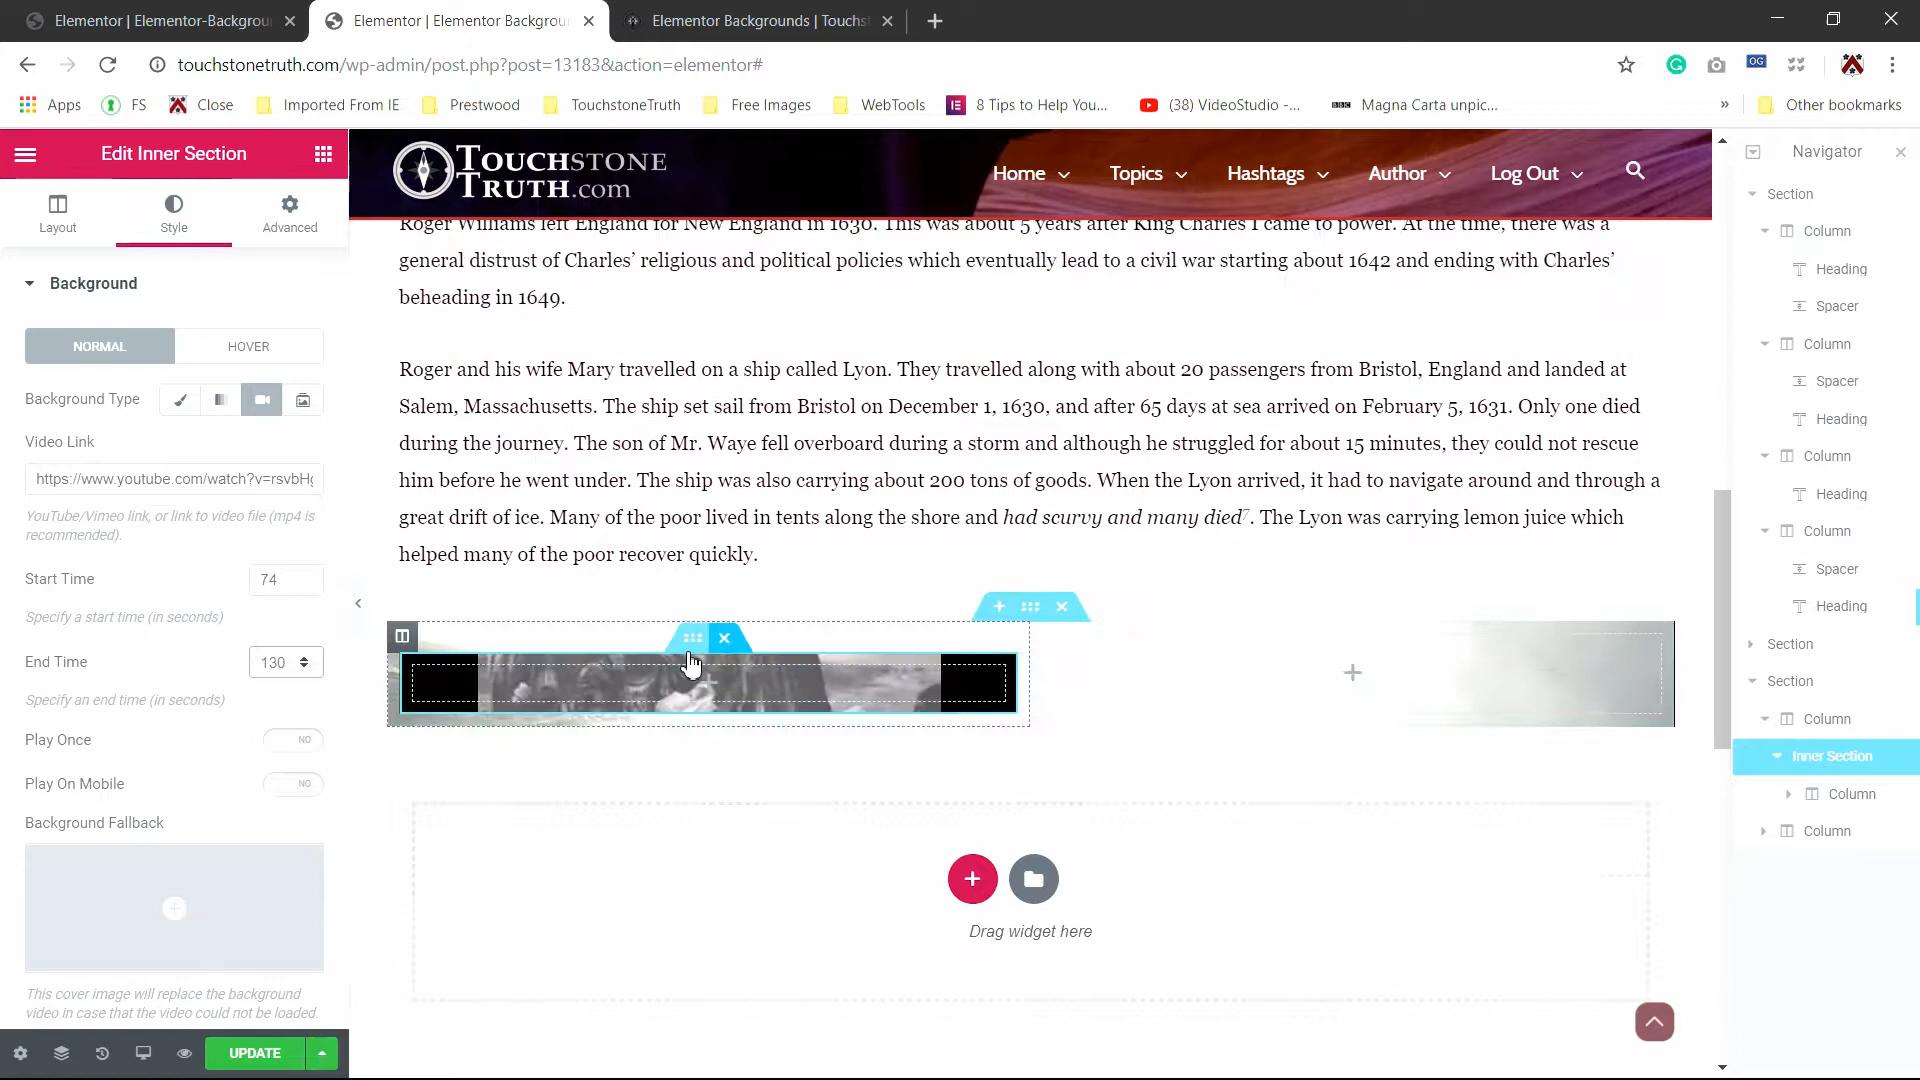 Elementor | Elementor-Backgrou
Elementor | Elementor Backgrou
Elementor Backgrounds | Touchs
touchstonetruth.com/wp-admin/post.php?post=13183&action=elementor#
OG
Apps
FS
Close
Imported From IE
Prestwood
TouchstoneTruth
Free Images
WebTools
8 Tips to Help You...
(38) VideoStudio -...
BBC
Magna Carta unpic...
»
Other bookmarks
Edit Inner Section
Layout
Style
Advanced
Background
NORMAL
HOVER
Background Type
Video Link
https://www.youtube.com/watch?v=rsvbHg
YouTube/Vimeo link, or link to video file (mp4 is
recommended).
Start Time
74
Specify a start time (in seconds)
End Time
130
Specify an end time (in seconds)
Play Once
NO
Play On Mobile
NO
Background Fallback
This cover image will replace the background
video in case that the video could not be loaded.
UPDATE
TOUCHSTONE
TRUTH.com
Home
Topics
Hashtags
Author
Log Out
Roger Williams left England for New England in 1630. This was about 5 years after King Charles I came to power. At the time, there was a
general distrust of Charles’ religious and political policies which eventually lead to a civil war starting about 1642 and ending with Charles’
beheading in 1649.
Roger and his wife Mary travelled on a ship called Lyon. They travelled along with about 20 passengers from Bristol, England and landed at
Salem, Massachusetts. The ship set sail from Bristol on December 1, 1630, and after 65 days at sea arrived on February 5, 1631. Only one died
during the journey. The son of Mr. Waye fell overboard during a storm and although he struggled for about 15 minutes, they could not rescue
him before he went under. The ship was also carrying about 200 tons of goods. When the Lyon arrived, it had to navigate around and through a
great drift of ice. Many of the poor lived in tents along the shore and had scurvy and many died7. The Lyon was carrying lemon juice which
helped many of the poor recover quickly.
Drag widget here
Navigator
Section
Column
Heading
Spacer
Column
Spacer
Heading
Column
Heading
Column
Spacer
Heading
Section
Section
Column
Inner Section
Column
Column